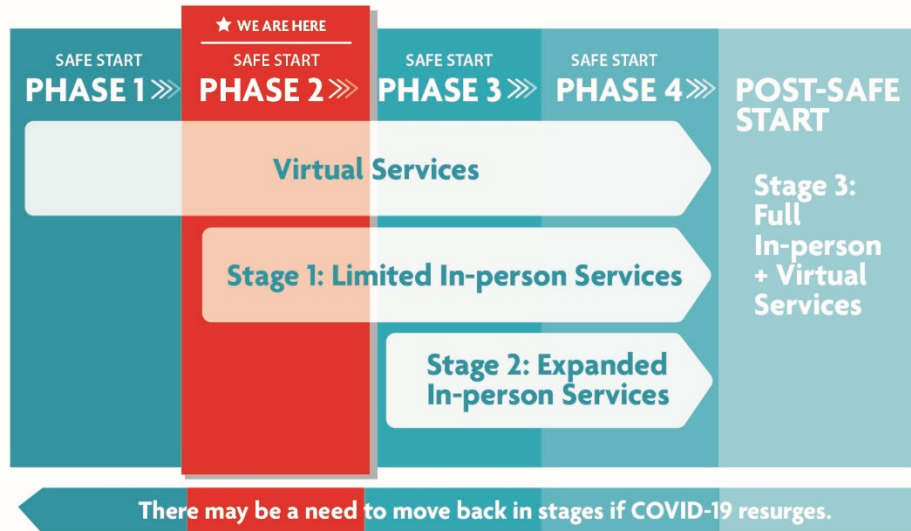 ★ WE ARE HERE
SAFE START
PHASE 1 >>>
SAFE START
PHASE 2 >>>
SAFE START
PHASE 3 >>>
SAFE START
PHASE 4 >>>
POST-SAFE
START
Virtual Services
Stage 1: Limited In-person Services
Stage 2: Expanded
In-person Services
Stage 3:
Full
In-person
+ Virtual
Services
There may be a need to move back in stages if COVID-19 resurges.